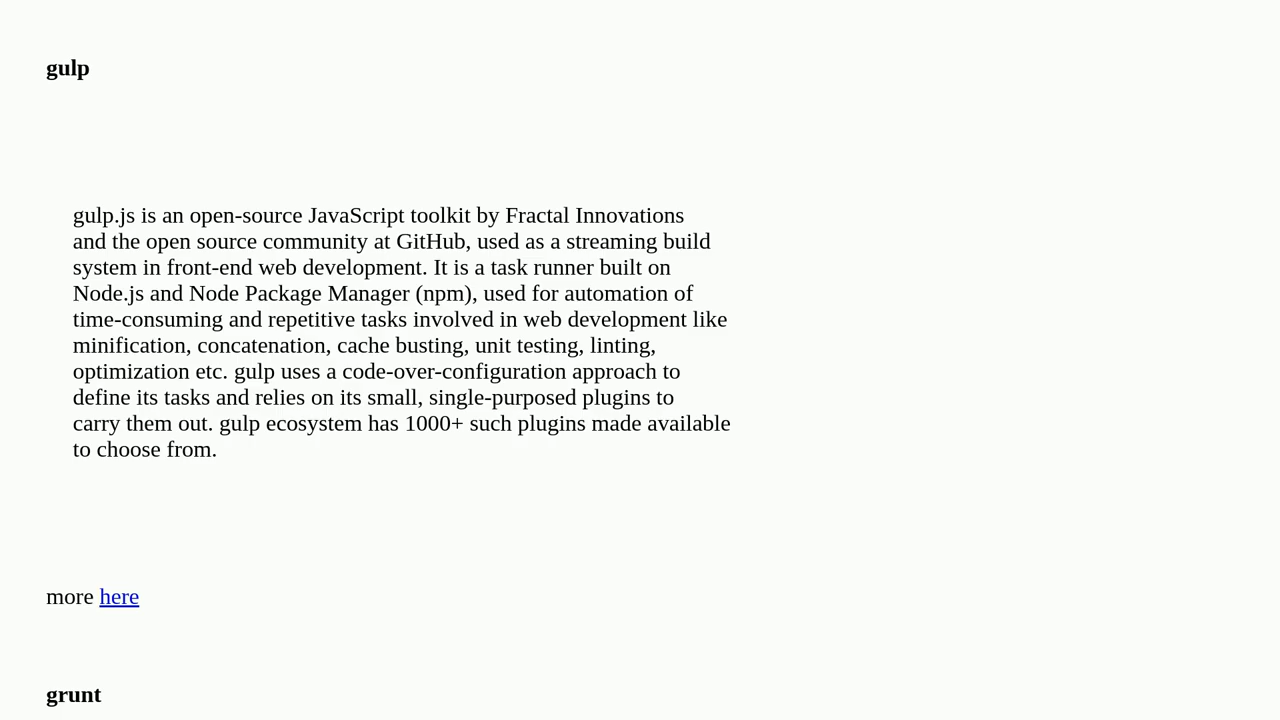 gulp
gulp.js is an open-source JavaScript toolkit by Fractal Innovations
and the open source community at GitHub, used as a streaming build
system in front-end web development. It is a task runner built on
Node.js and Node Package Manager (npm), used for automation of
time-consuming and repetitive tasks involved in web development like
minification, concatenation, cache busting, unit testing, linting,
optimization etc. gulp uses a code-over-configuration approach to
define its tasks and relies on its small, single-purposed plugins to
carry them out. gulp ecosystem has 1000+ such plugins made available
to choose from.
more here
grunt